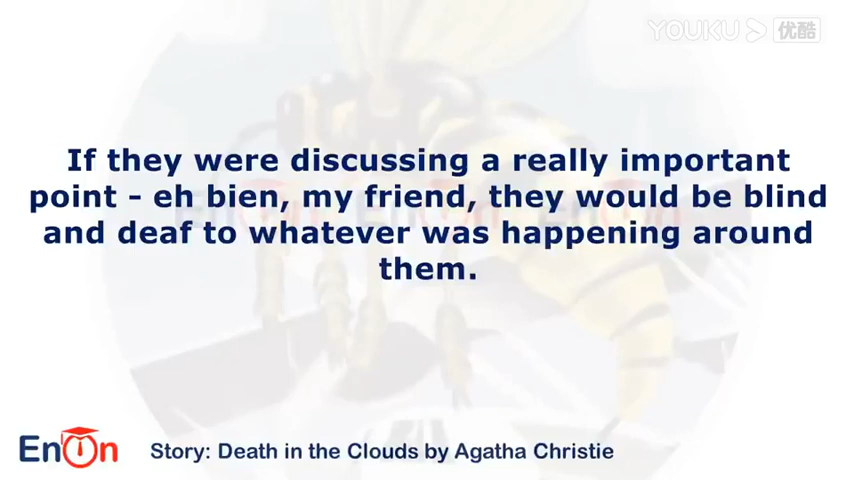 YOUKU 优酷
If they were discussing a really important
point - eh bien, my friend, they would be blind
and deaf to whatever was happening around
them.
EnOn
Story: Death in the Clouds by Agatha Christie